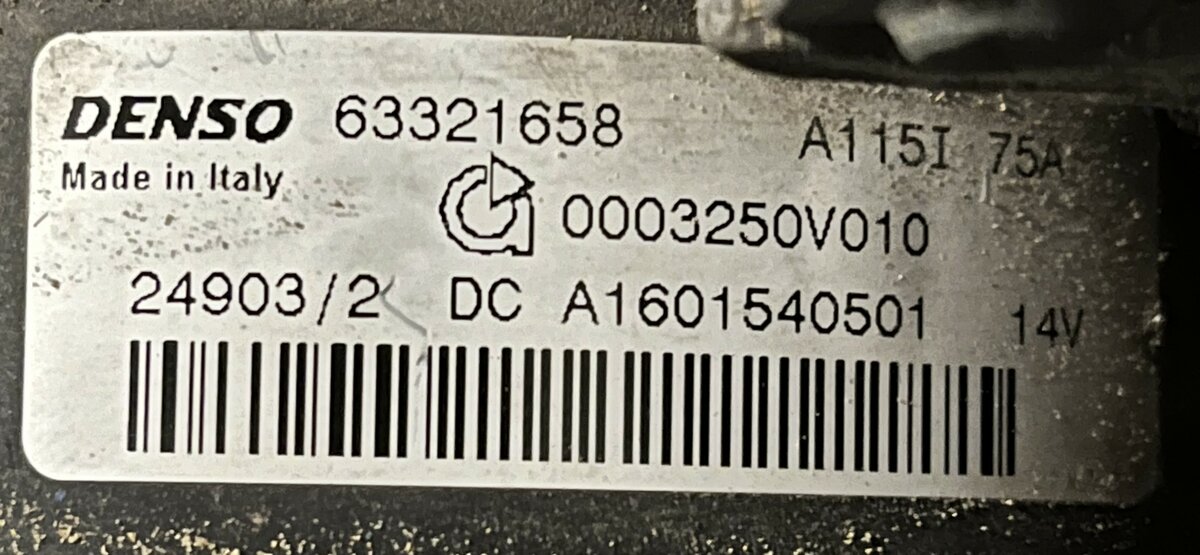 DENSO 63321658 A115I 75A
Made in Italy
0003250V010
24903/2 DC A1601540501 14V